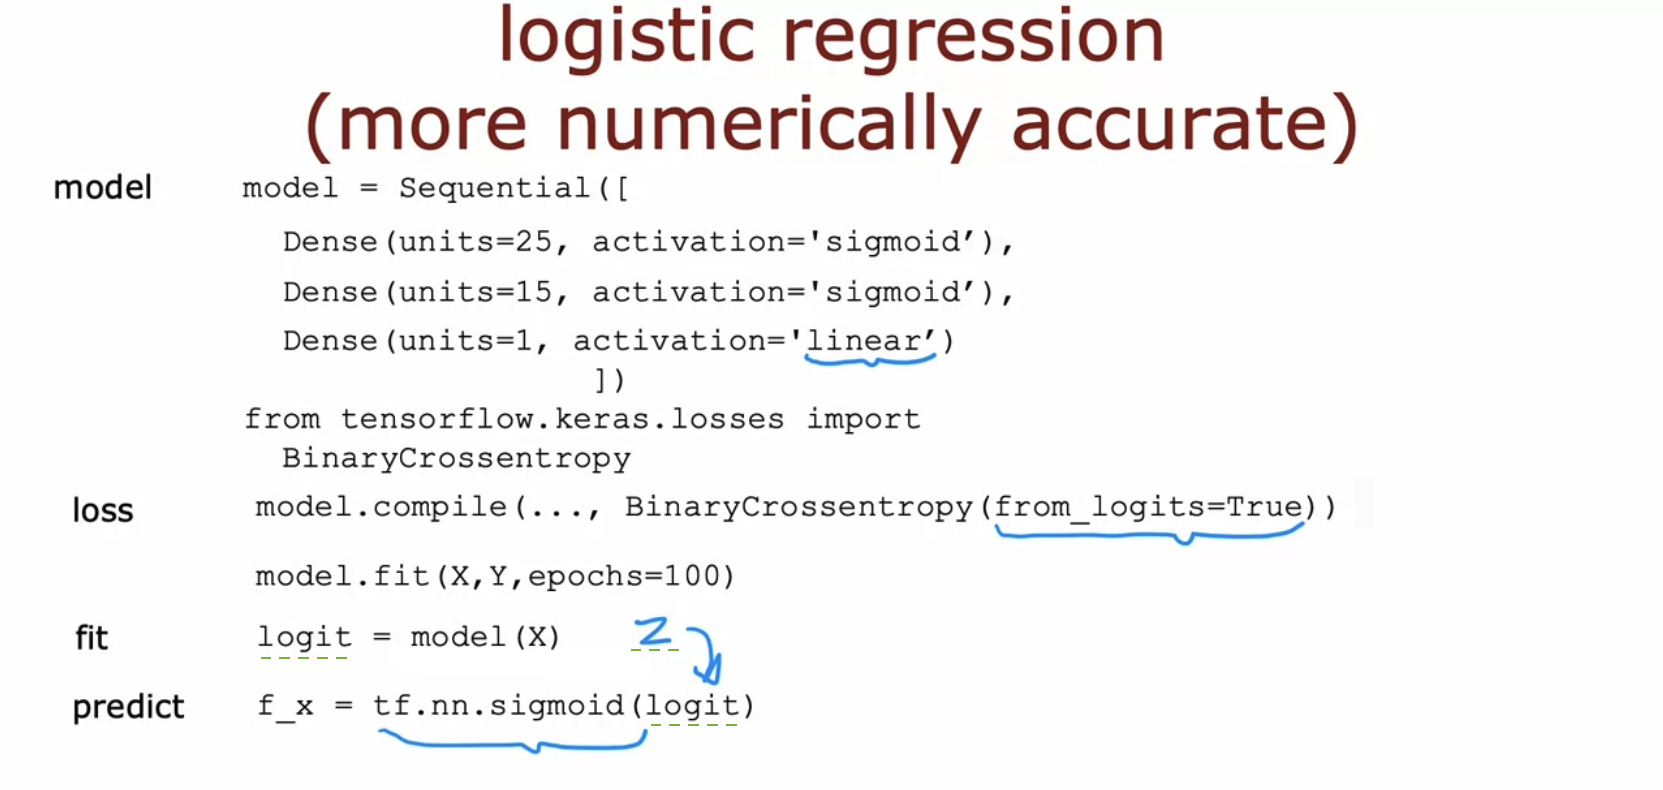 logistic regression
(more numerically accurate)
model model = Sequential([
Dense(units=25, activation='sigmoid’),
Dense(units=15, activation='sigmoid’),
Dense(units=1, activation='linear’)
])
from tensorflow.keras.losses import
BinaryCrossentropy
loss model.compile(..., BinaryCrossentropy(from_logits=True))
model.fit(X,Y,epochs=100)
fit logit = model(X) Z
predict f_x = tf.nn.sigmoid(logit)